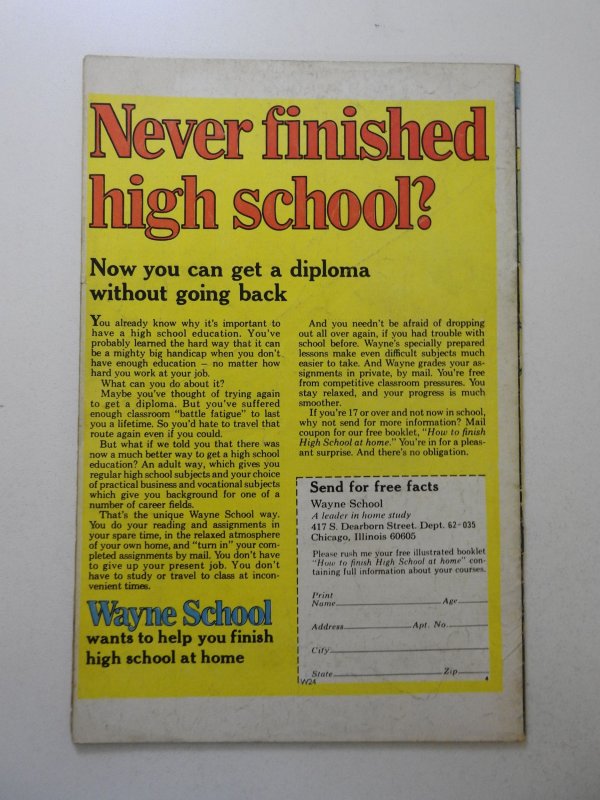 Never finished
high school?
Now you can get a diploma
without going back
You already know why it's important to
have a high school education. You've
probably learned the hard way that it can
be a mighty big handicap when you don't
have enough education – no matter how
hard you work at your job.
What can you do about it?
Maybe you've thought of trying again
to get a diploma. But you've suffered
enough classroom "battle fatigue" to last
you a lifetime. So you'd hate to travel that
route again even if you could.
But what if we told you that there was
now a much better way to get a high school
education? An adult way, which gives you
regular high school subjects and your choice
of practical business and vocational subjects
which give you background for one of a
number of career fields.
That's the unique Wayne School way.
You do your reading and assignments in
your spare time, in the relaxed atmosphere
of your own home, and "turn in" your com-
pleted assignments by mail. You don't have
to give up your present job. You don't
have to study or travel to class at incon-
venient times.
Wayne School
wants to help you finish
high school at home
And you needn't be afraid of dropping
out all over again, if you had trouble with
school before. Wayne's specially prepared
lessons make even difficult subjects much
easier to take. And Wayne grades your as-
signments in private, by mail. You're free
from competitive classroom pressures. You
stay relaxed, and your progress is much
smoother.
If you're 17 or over and not now in school,
why not send for more information? Mail
coupon for our free booklet, "How to finish
High School at home." You're in for a pleas-
ant surprise. And there's no obligation.
Send for free facts
Wayne School
A leader in home study
417 S. Dearborn Street. Dept. 62-035
Chicago, Illinois 60605
Please rush me your free illustrated booklet
"How to finish High School at home" con-
taining full information about your courses.
Print
Name Age
Address Apt. No.
City
State Zip
W24 4